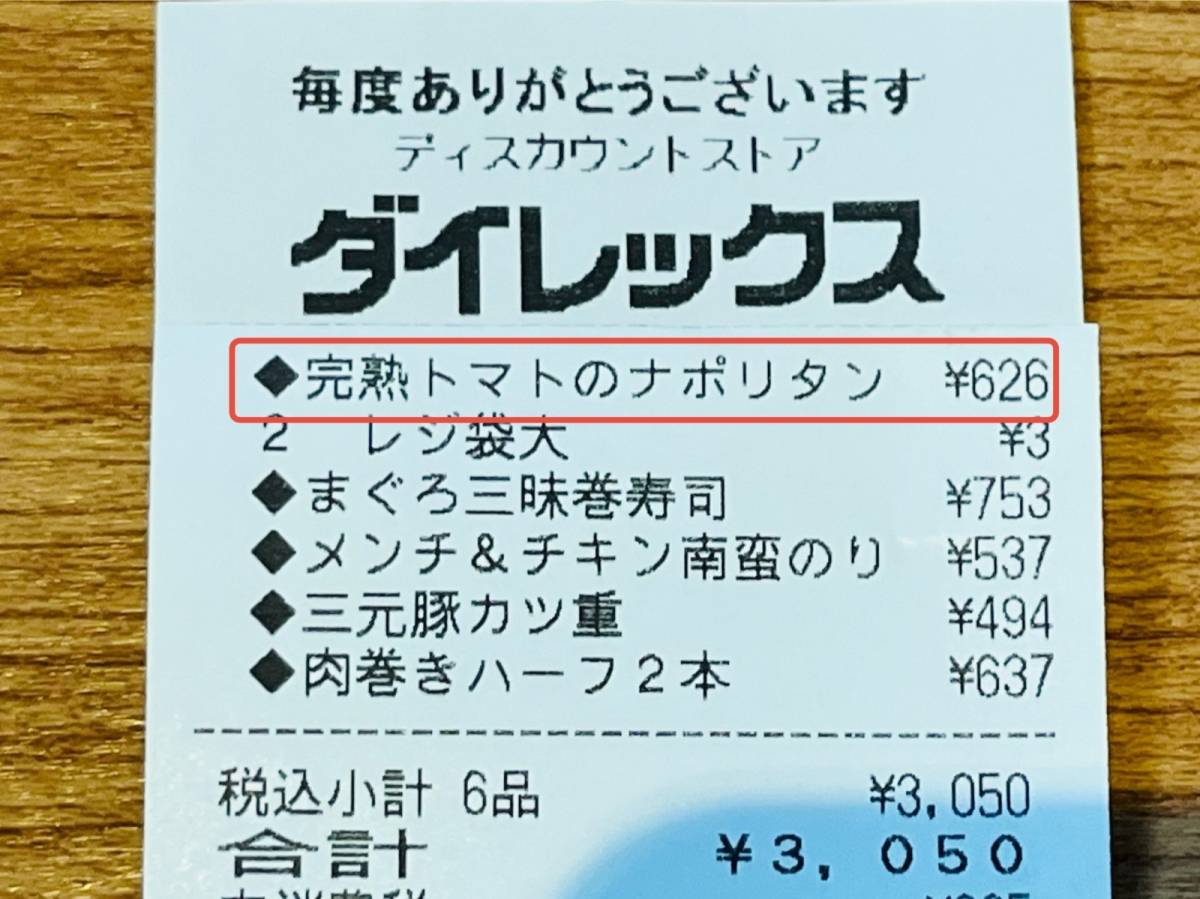 毎度ありがとうございます
ディスカウントストア
ダイレックス
◆完熟トマトのナポリタン ¥626
2 レジ袋大 ¥3
◆まぐろ三昧巻寿司 ¥753
◆メンチ&チキン南蛮のり ¥537
◆三元豚カツ重 ¥494
◆肉巻きハーフ2本 ¥637
税込小計 6品 ¥3,050
合計 ¥3,050